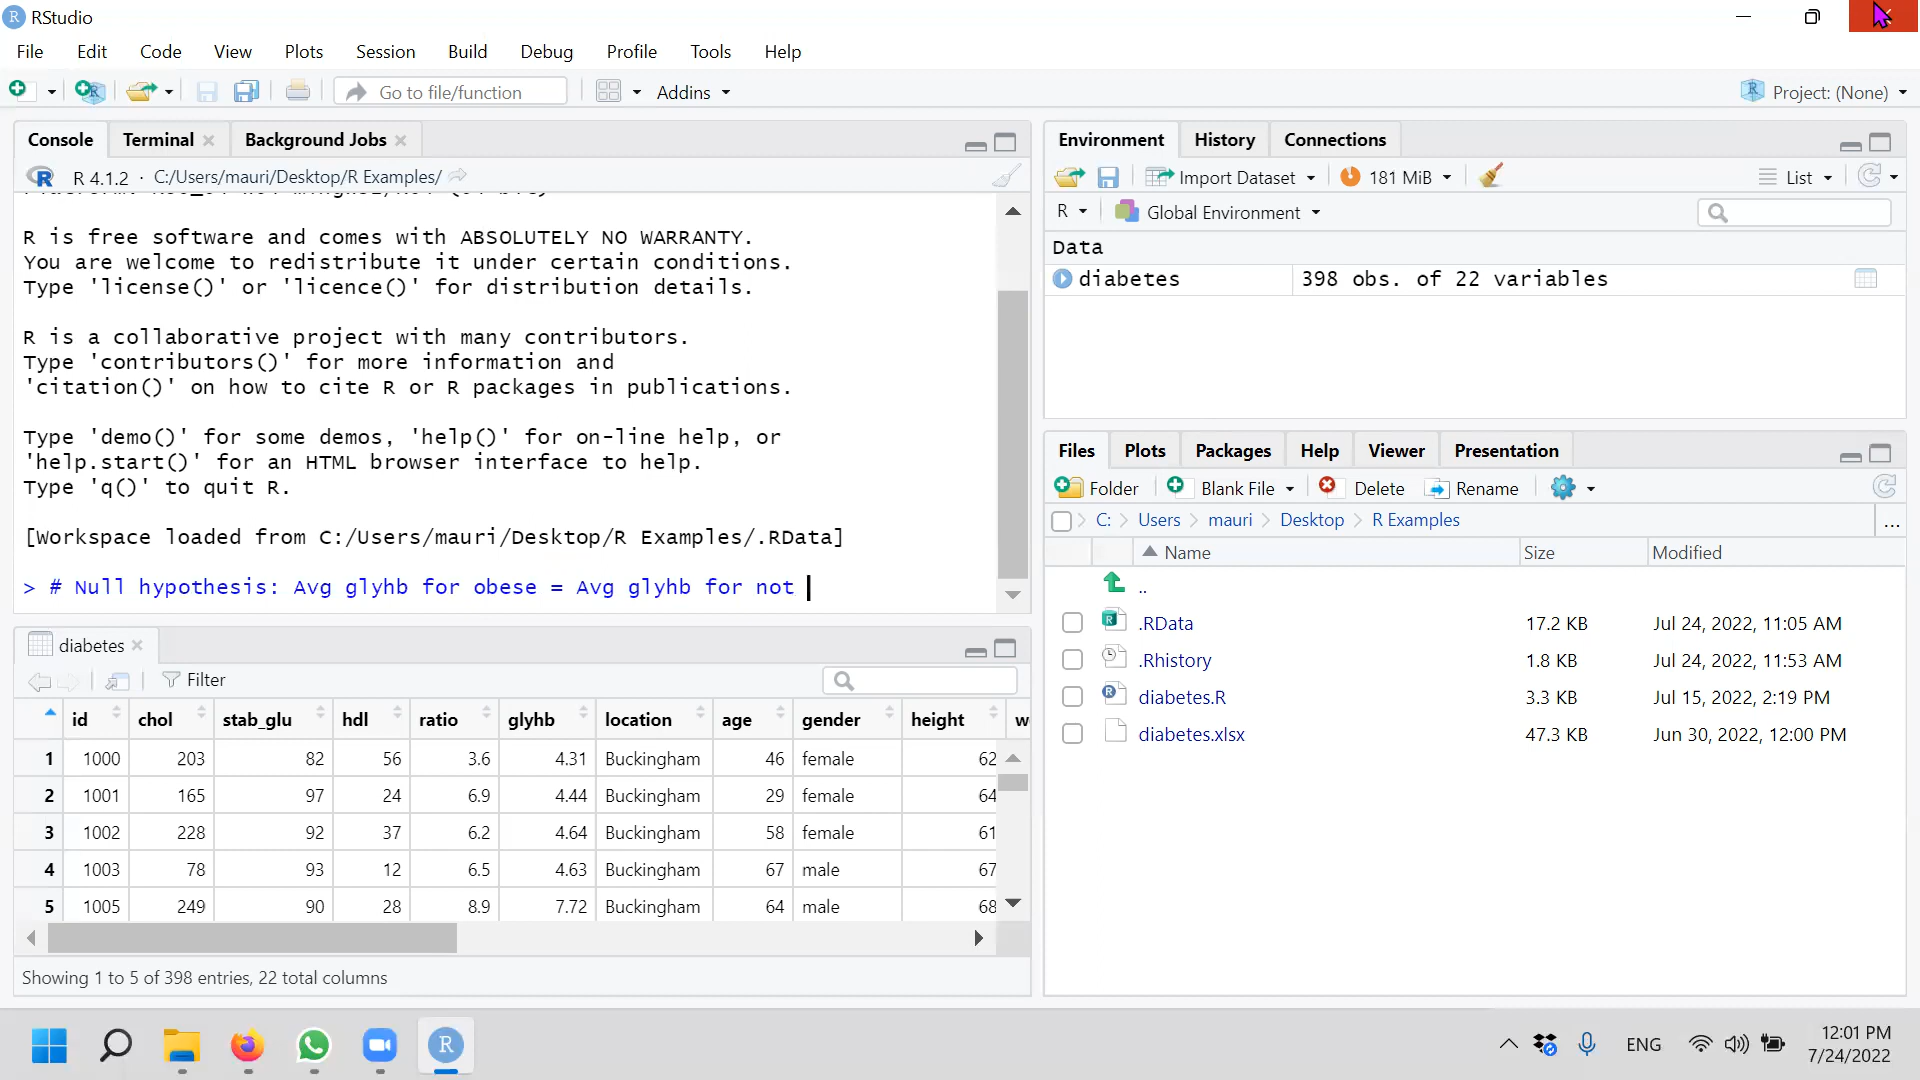 RStudio
File Edit Code View Plots Session Build Debug Profile Tools Help
Go to file/function Addins Project: (None)
Console Terminal Background Jobs
R 4.1.2 · C:/Users/mauri/Desktop/R Examples/
R is free software and comes with ABSOLUTELY NO WARRANTY.
You are welcome to redistribute it under certain conditions.
Type 'license()' or 'licence()' for distribution details.
R is a collaborative project with many contributors.
Type 'contributors()' for more information and
'citation()' on how to cite R or R packages in publications.
Type 'demo()' for some demos, 'help()' for on-line help, or
'help.start()' for an HTML browser interface to help.
Type 'q()' to quit R.
[Workspace loaded from C:/Users/mauri/Desktop/R Examples/.RData]
> # Null hypothesis: Avg glyhb for obese = Avg glyhb for not
diabetes
Filter
id chol stab_glu hdl ratio glyhb location age gender height w
1 1000 203 82 56 3.6 4.31 Buckingham 46 female 62
2 1001 165 97 24 6.9 4.44 Buckingham 29 female 64
3 1002 228 92 37 6.2 4.64 Buckingham 58 female 61
4 1003 78 93 12 6.5 4.63 Buckingham 67 male 67
5 1005 249 90 28 8.9 7.72 Buckingham 64 male 68
Showing 1 to 5 of 398 entries, 22 total columns
Environment History Connections
Import Dataset 181 MiB List
R Global Environment
Data
diabetes 398 obs. of 22 variables
Files Plots Packages Help Viewer Presentation
Folder Blank File Delete Rename
C: Users mauri Desktop R Examples ...
Name Size Modified
..
.RData 17.2 KB Jul 24, 2022, 11:05 AM
.Rhistory 1.8 KB Jul 24, 2022, 11:53 AM
diabetes.R 3.3 KB Jul 15, 2022, 2:19 PM
diabetes.xlsx 47.3 KB Jun 30, 2022, 12:00 PM
ENG
12:01 PM
7/24/2022